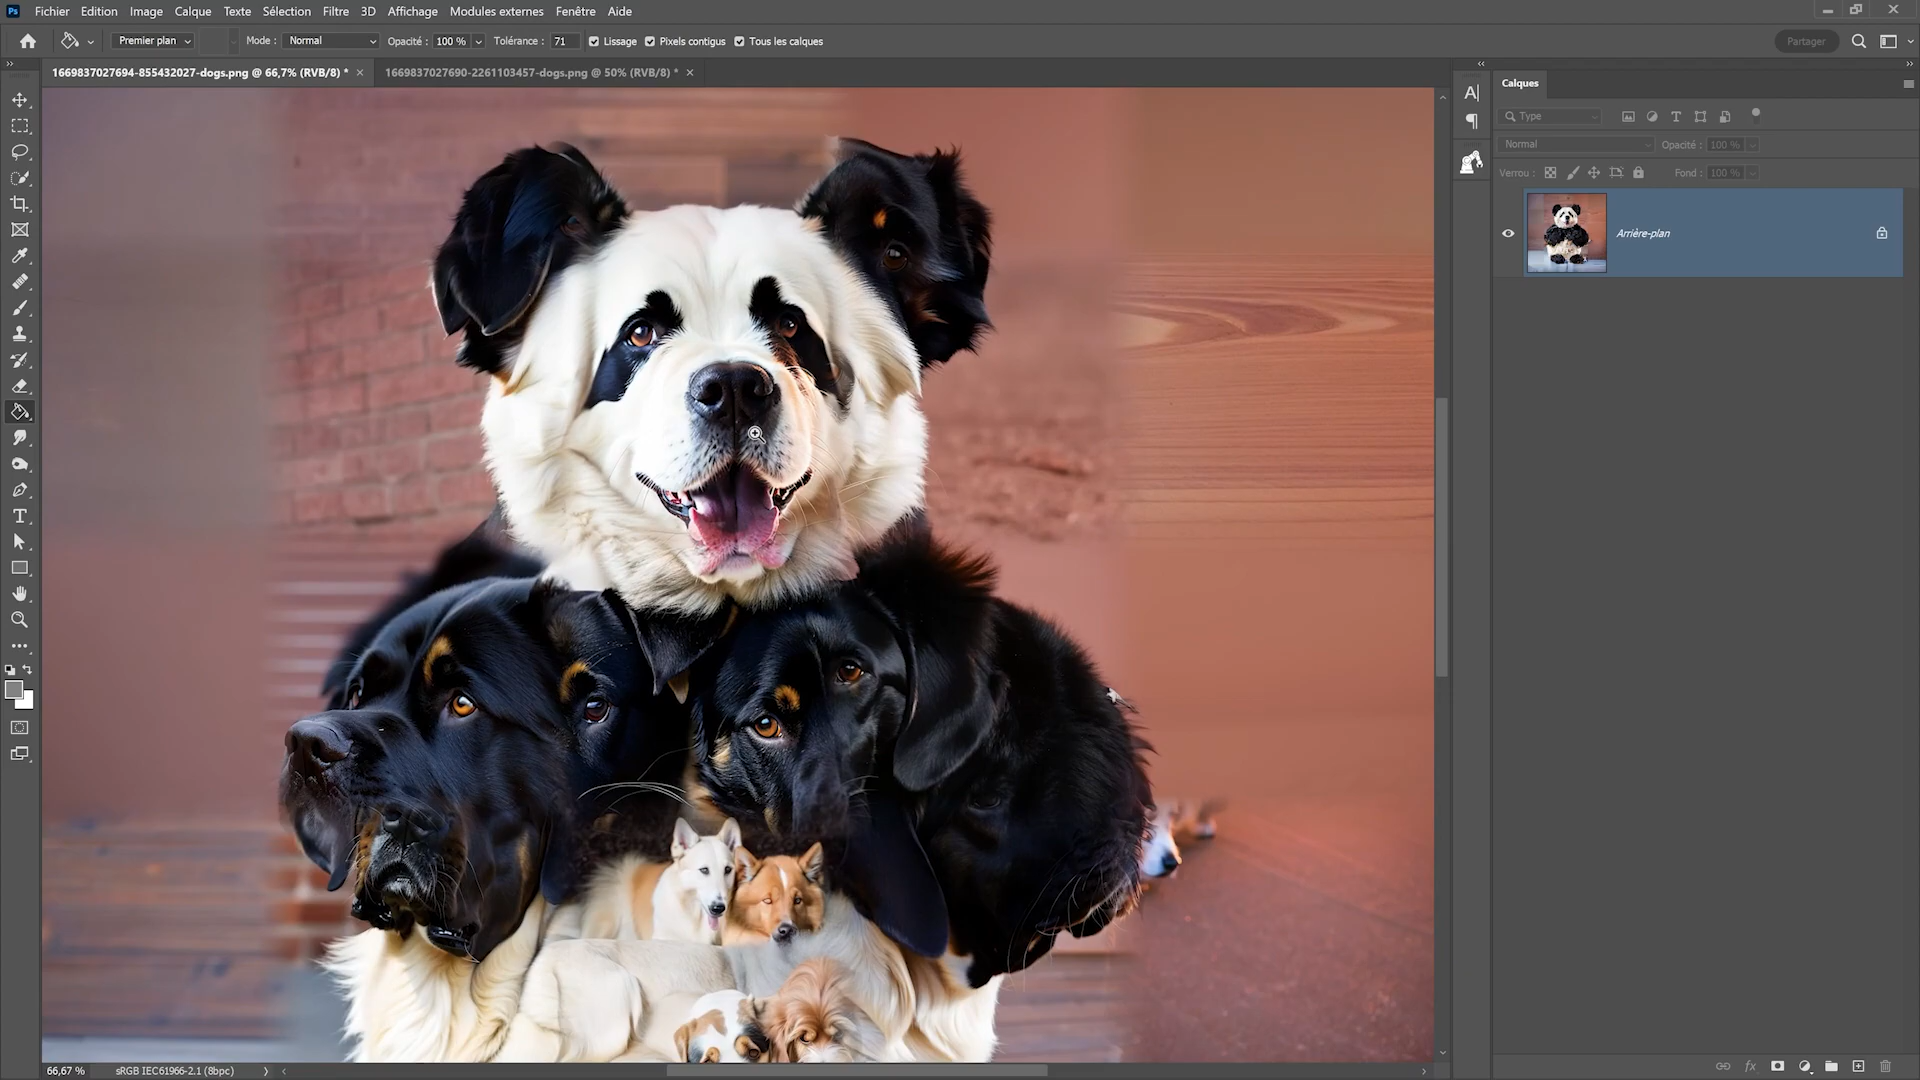 Ps Fichier Edition Image Calque Texte Sélection Filtre 3D Affichage Modules externes Fenêtre Aide
Premier plan Mode : Normal Opacité : 100 % Tolérance : 71 Lissage Pixels contigus Tous les calques Partager
1669837027694-855432027-dogs.png @ 66,7% (RVB/8) * 1669837027690-2261103457-dogs.png @ 50% (RVB/8) *
Calques
Type
Normal Opacité : 100 %
Verrou : Fond : 100 %
Arrière-plan
66,67 % sRGB IEC61966-2.1 (8bpc)